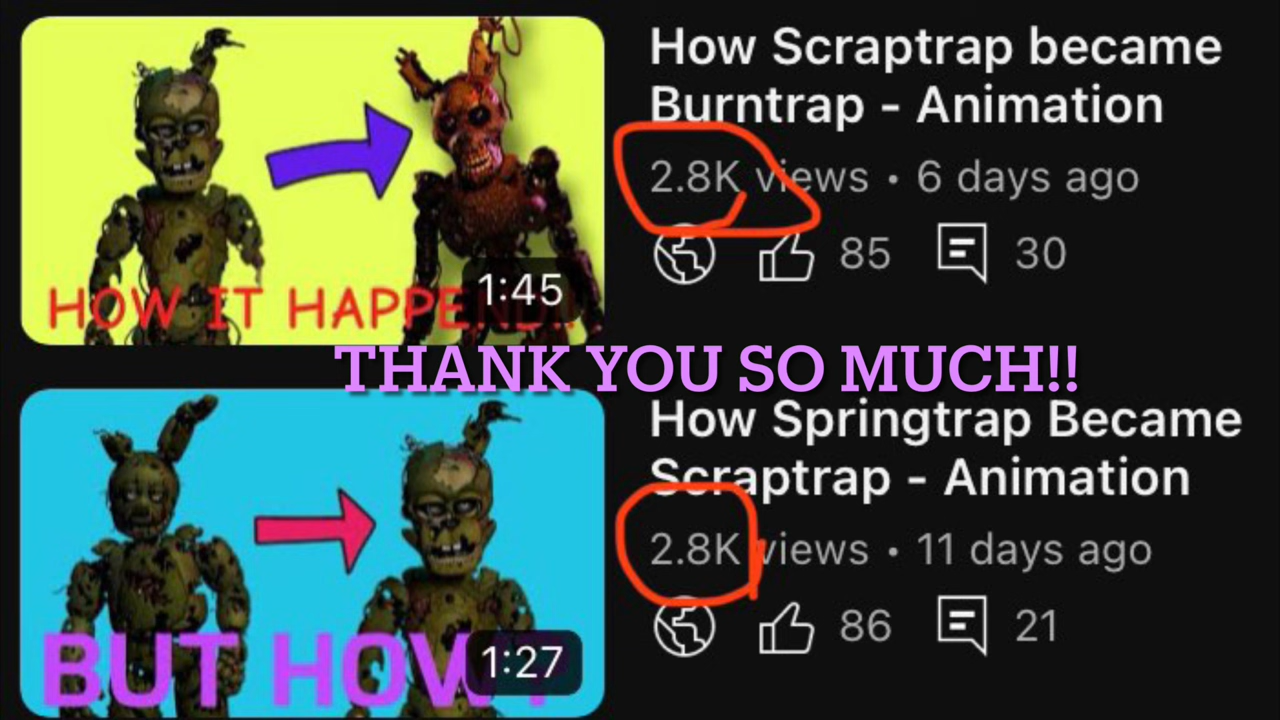 How Scraptrap became
Burntrap - Animation
2.8K views • 6 days ago
85 30
HOW IT HAPPENED!!
1:45
THANK YOU SO MUCH!!
How Springtrap Became
Scraptrap - Animation
2.8K views • 11 days ago
86 21
BUT HOW?
1:27